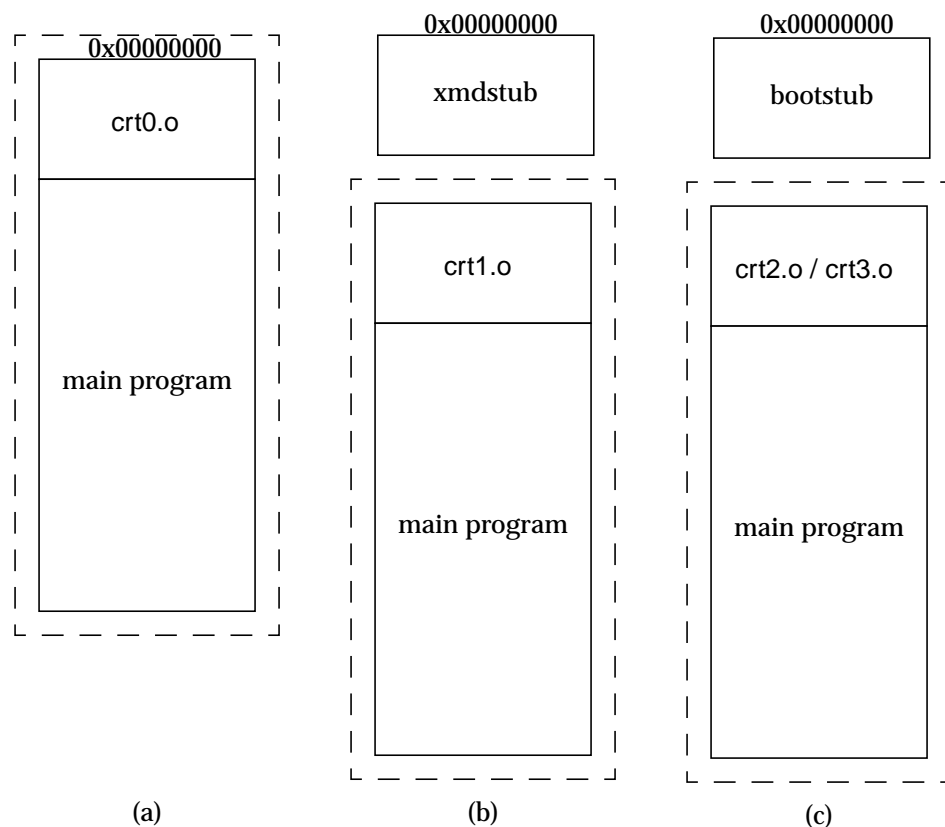 0x00000000
crt0.o
main program
(a)
0x00000000
xmdstub
crt1.o
main program
(b)
0x00000000
bootstub
crt2.o / crt3.o
main program
(c)